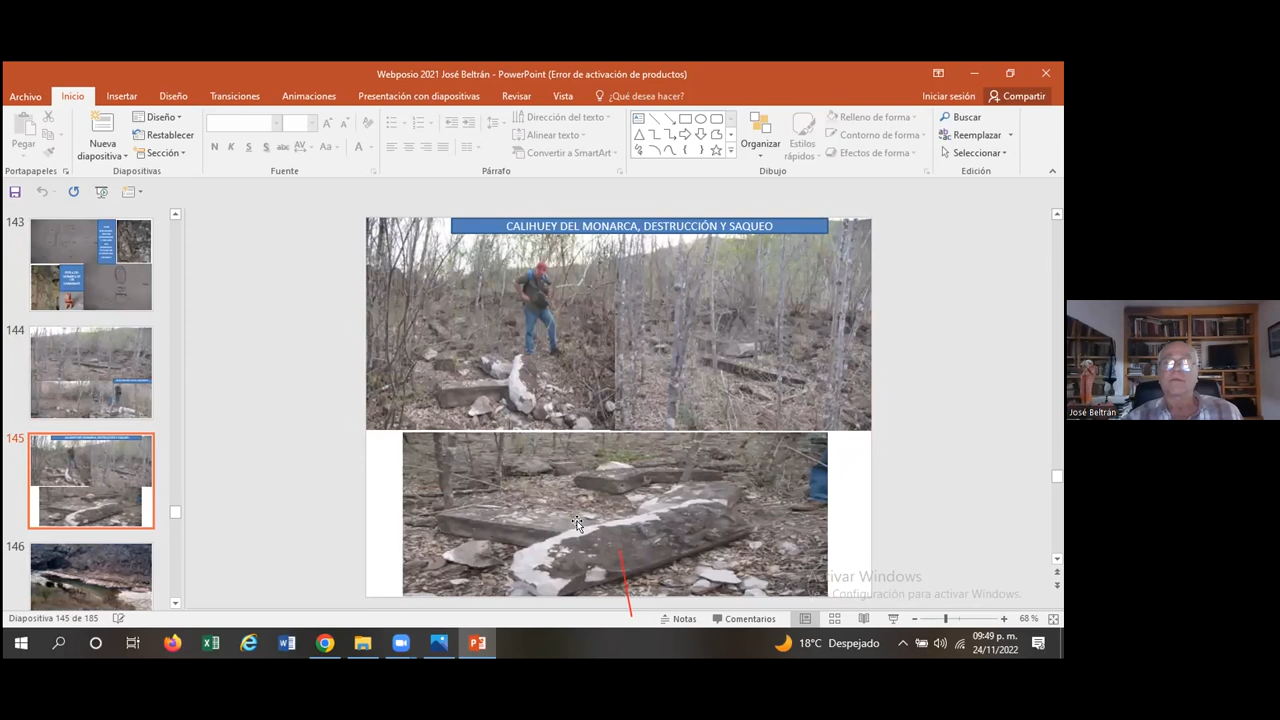 Webposio 2021 José Beltrán - PowerPoint (Error de activación de productos)
Archivo Inicio Insertar Diseño Transiciones Animaciones Presentación con diapositivas Revisar Vista ¿Qué desea hacer? Iniciar sesión Compartir
Pegar
Nueva diapositiva
Diseño
Restablecer
Sección
N K S abc AV Aa A
Dirección del texto
Alinear texto
Convertir a SmartArt
Organizar
Estilos rápidos
Relleno de forma
Contorno de forma
Efectos de forma
Buscar
Reemplazar
Seleccionar
Portapapeles Diapositivas Fuente Párrafo Dibujo Edición
143
144
145
146
CALIHUEY DEL MONARCA, DESTRUCCIÓN Y SAQUEO
José Beltrán
Activar Windows
Configuración para activar Windows.
Diapositiva 145 de 185 Notas Comentarios 68 %
18°C Despejado 09:49 p. m.
24/11/2022